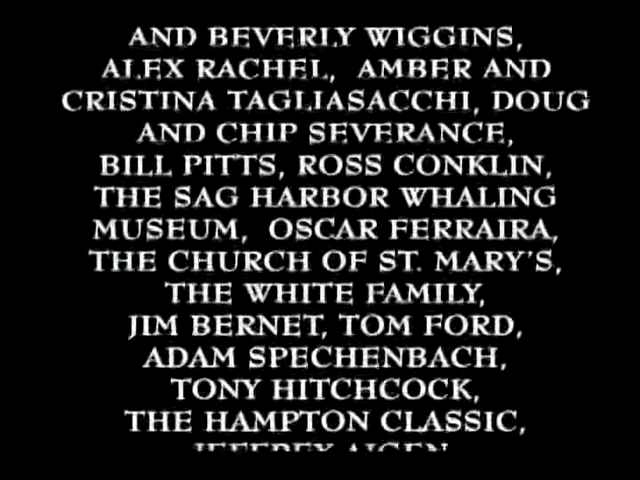 AND BEVERLY WIGGINS,
ALEX RACHEL, AMBER AND
CRISTINA TAGLIASACCHI, DOUG
AND CHIP SEVERANCE,
BILL PITTS, ROSS CONKLIN,
THE SAG HARBOR WHALING
MUSEUM, OSCAR FERRAIRA,
THE CHURCH OF ST. MARY'S,
THE WHITE FAMILY,
JIM BERNET, TOM FORD,
ADAM SPECHENBACH,
TONY HITCHCOCK,
THE HAMPTON CLASSIC,